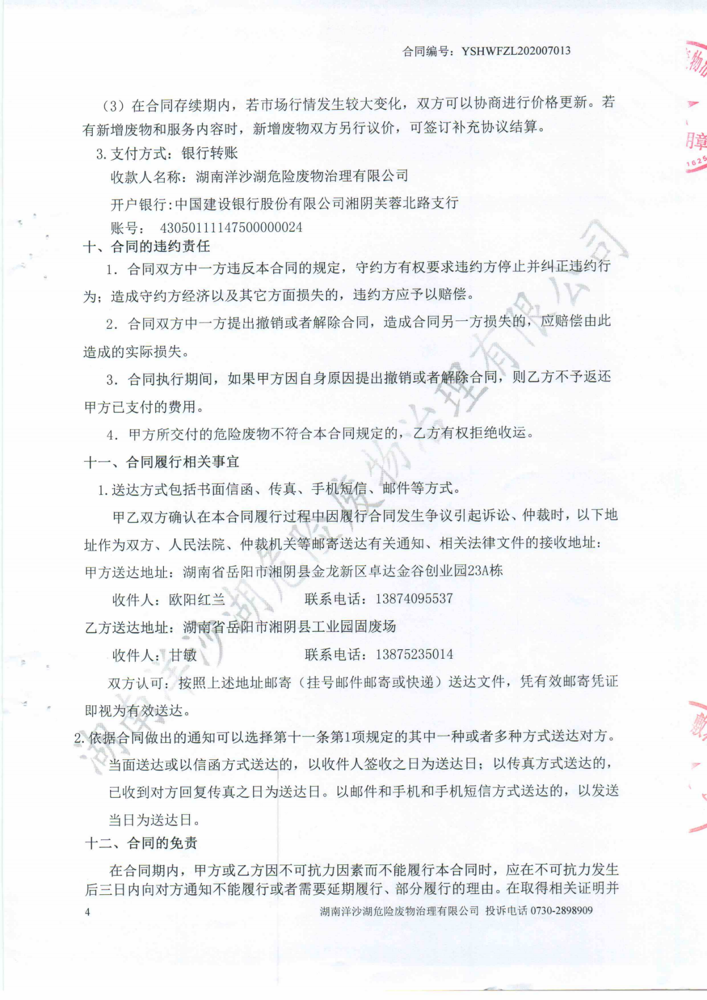 合同编号：YSHWFZL202007013
（3）在合同存续期内，若市场行情发生较大变化，双方可以协商进行价格更新。若
有新增废物和服务内容时，新增废物双方另行议价，可签订补充协议结算。
3.支付方式：银行转账
收款人名称：湖南洋沙湖危险废物治理有限公司
开户银行:中国建设银行股份有限公司湘阴芙蓉北路支行
账号： 43050111147500000024
十、合同的违约责任
1．合同双方中一方违反本合同的规定，守约方有权要求违约方停止并纠正违约行
为；造成守约方经济以及其它方面损失的，违约方应予以赔偿。
2．合同双方中一方提出撤销或者解除合同，造成合同另一方损失的，应赔偿由此
造成的实际损失。
3．合同执行期间，如果甲方因自身原因提出撤销或者解除合同，则乙方不予返还
甲方已支付的费用。
4．甲方所交付的危险废物不符合本合同规定的，乙方有权拒绝收运。
十一、合同履行相关事宜
1.送达方式包括书面信函、传真、手机短信、邮件等方式。
甲乙双方确认在本合同履行过程中因履行合同发生争议引起诉讼、仲裁时，以下地
址作为双方、人民法院、仲裁机关等邮寄送达有关通知、相关法律文件的接收地址：
甲方送达地址：湖南省岳阳市湘阴县金龙新区卓达金谷创业园23A栋
收件人：欧阳红兰 联系电话：13874095537
乙方送达地址：湖南省岳阳市湘阴县工业园固废场
收件人：甘敏 联系电话：13875235014
双方认可：按照上述地址邮寄（挂号邮件邮寄或快递）送达文件，凭有效邮寄凭证
即视为有效送达。
2.依据合同做出的通知可以选择第十一条第1项规定的其中一种或者多种方式送达对方。
当面送达或以信函方式送达的，以收件人签收之日为送达日；以传真方式送达的，
已收到对方回复传真之日为送达日。以邮件和手机和手机短信方式送达的，以发送
当日为送达日。
十二、合同的免责
在合同期内，甲方或乙方因不可抗力因素而不能履行本合同时，应在不可抗力发生
后三日内向对方通知不能履行或者需要延期履行、部分履行的理由。在取得相关证明并
4 湖南洋沙湖危险废物治理有限公司 投诉电话 0730-2898909
湖南洋沙湖危险废物治理有限公司
物治
用章
1625